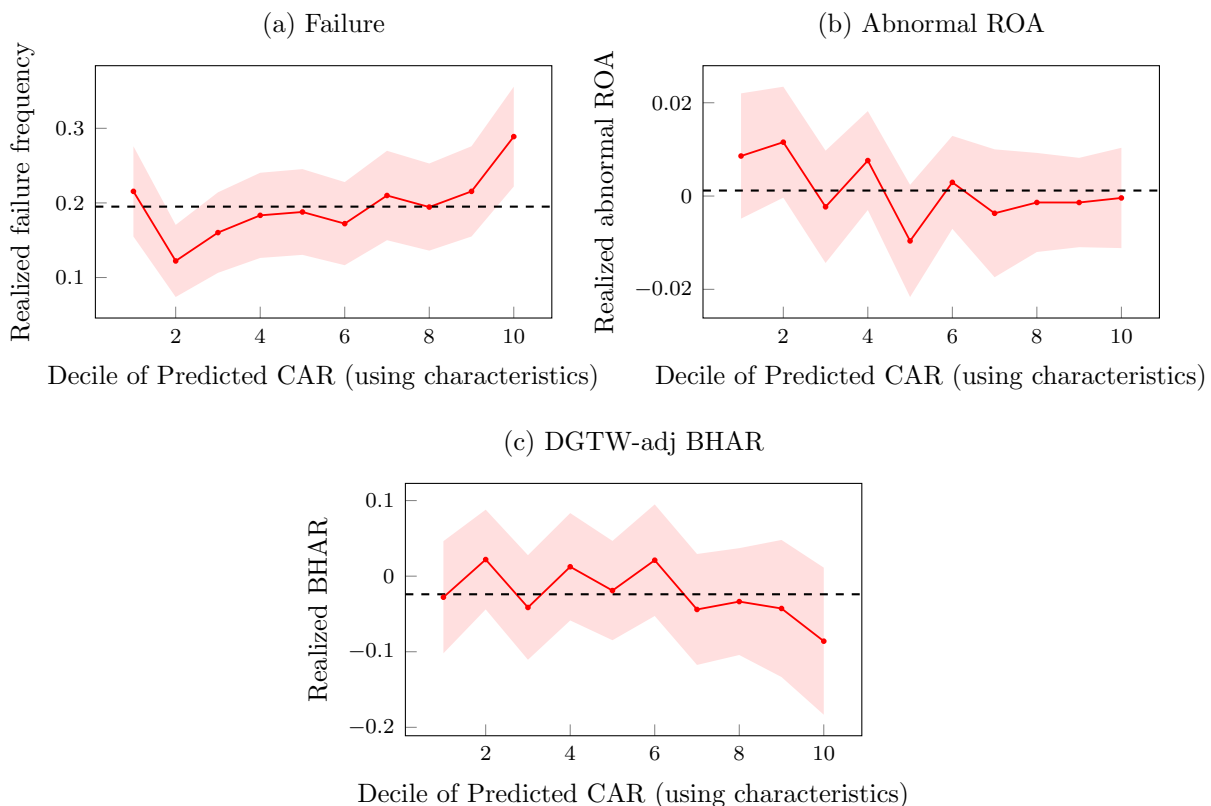 (a) Failure
Realized failure frequency
0.3
0.2
0.1
2 4 6 8 10
Decile of Predicted CAR (using characteristics)
(b) Abnormal ROA
Realized abnormal ROA
0.02
0
−0.02
2 4 6 8 10
Decile of Predicted CAR (using characteristics)
(c) DGTW-adj BHAR
Realized BHAR
0.1
0
−0.1
−0.2
2 4 6 8 10
Decile of Predicted CAR (using characteristics)